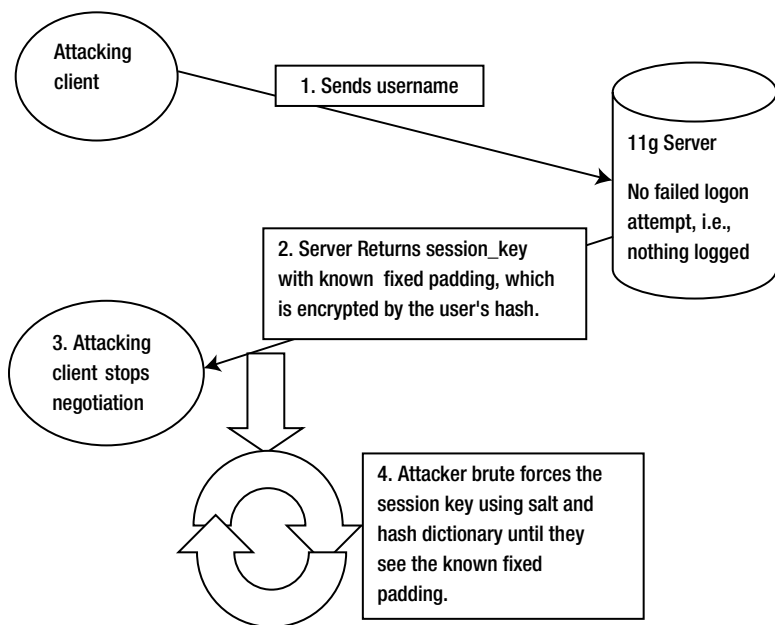 Attacking
client
1. Sends username
11g Server
No failed logon
attempt, i.e.,
nothing logged
2. Server Returns session_key
with known fixed padding, which
is encrypted by the user's hash.
3. Attacking
client stops
negotiation
4. Attacker brute forces the
session key using salt and
hash dictionary until they
see the known fixed
padding.